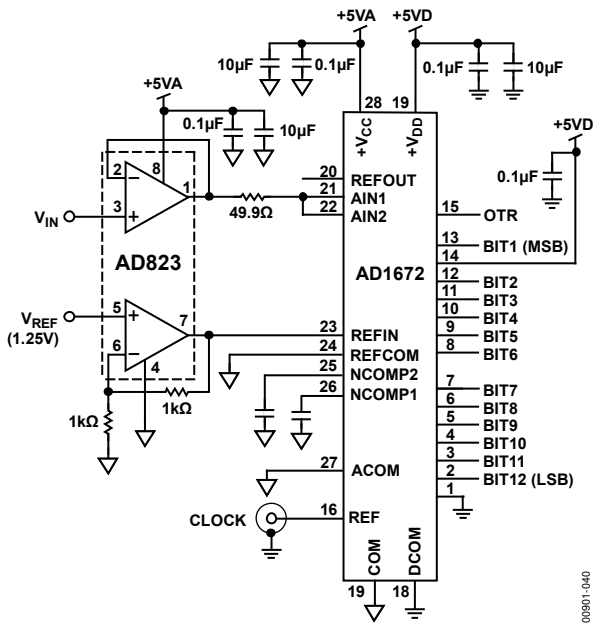 +5VA +5VD
10µF 0.1µF 0.1µF 10µF
+5VA
28 19
+VCC +VDD
0.1µF 10µF
+5VD
0.1µF
2
8
1
VIN 3
AD823
49.9Ω
20 REFOUT
21 AIN1
22 AIN2
AD1672
15 OTR
13 BIT1 (MSB)
14
12 BIT2
11 BIT3
10 BIT4
9 BIT5
8 BIT6
VREF
(1.25V)
5
7
6
4
1kΩ
1kΩ
23 REFIN
24 REFCOM
25 NCOMP2
26 NCOMP1
7 BIT7
6 BIT8
5 BIT9
4 BIT10
3 BIT11
2 BIT12 (LSB)
1
27 ACOM
CLOCK 16 REF
COM DCOM
19 18
00901-040